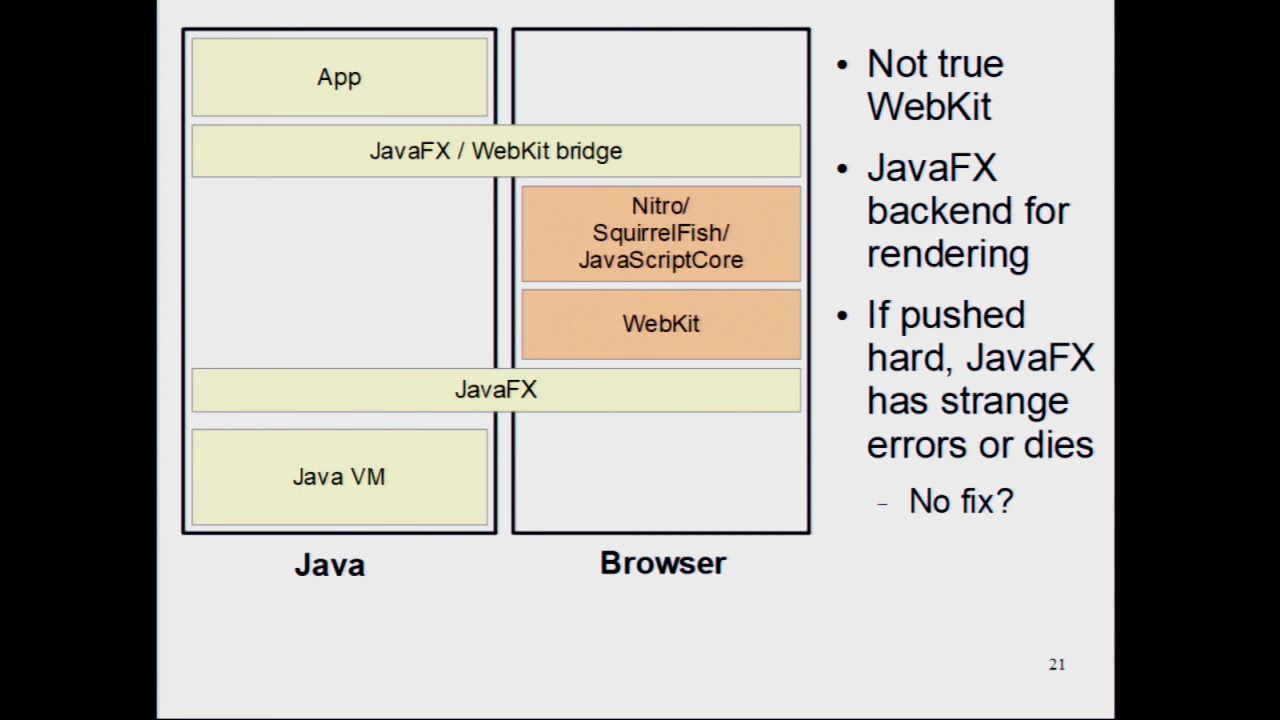 App
JavaFX / WebKit bridge
Nitro/
SquirrelFish/
JavaScriptCore
WebKit
JavaFX
Java VM
Java
Browser
• Not true
WebKit
• JavaFX
backend for
rendering
• If pushed
hard, JavaFX
has strange
errors or dies
– No fix?
21